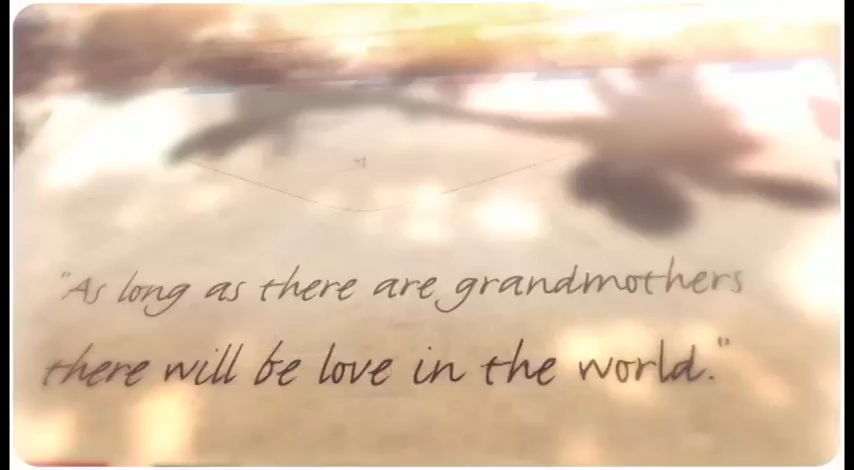 "As long as there are grandmothers
there will be love in the world."